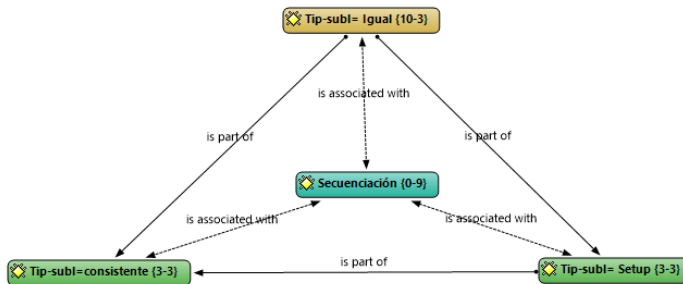 Tip-subl= Igual {10-3}
is associated with
is part of
is part of
Secuenciación {0-9}
is associated with
is associated with
Tip-subl=consistente {3-3}
is part of
Tip-subl= Setup {3-3}